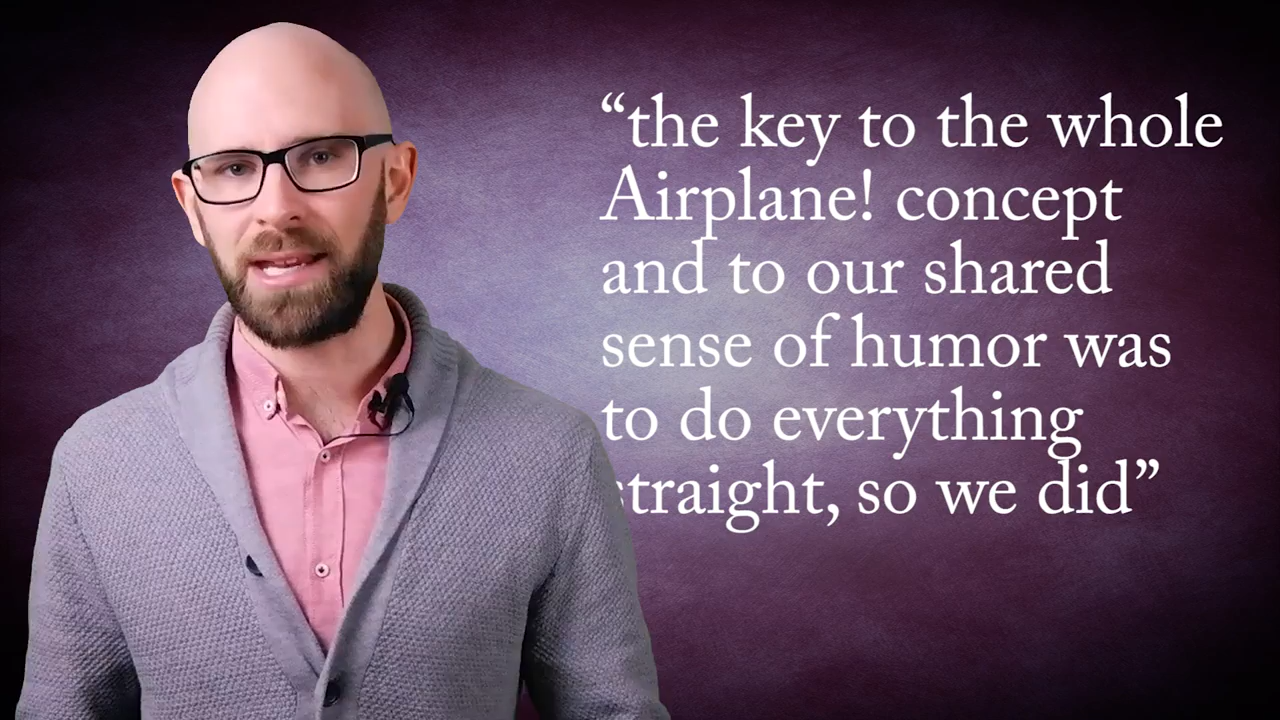 “the key to the whole
Airplane! concept
and to our shared
sense of humor was
to do everything
straight, so we did”